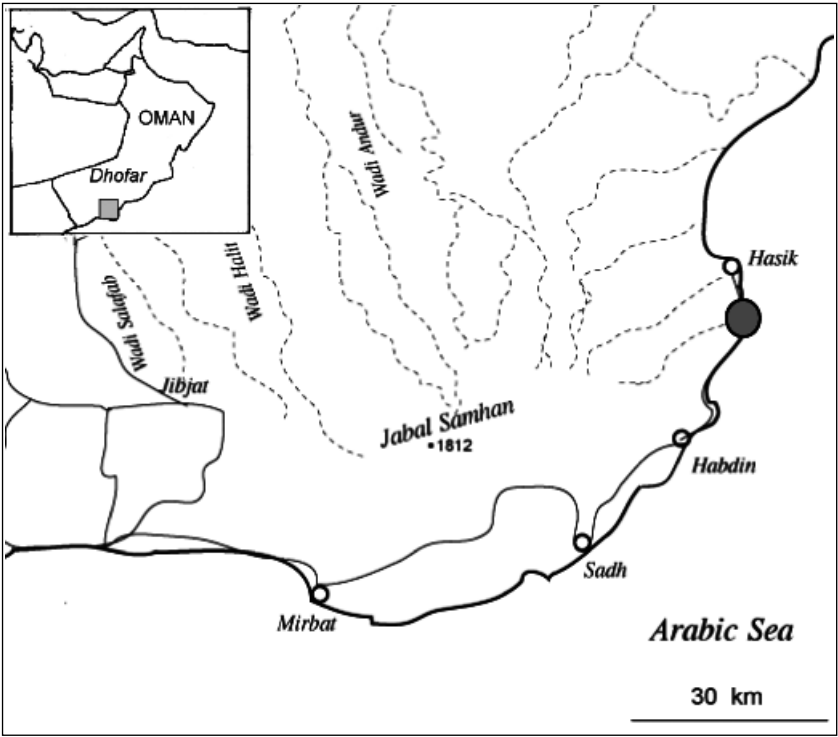 OMAN
Dhofar
Wadi Andur
Wadi Halit
Wadi Salafab
Hasik
Jibjat
Jabal Samhan
1812
Habdin
Sadh
Mirbat
Arabic Sea
30 km